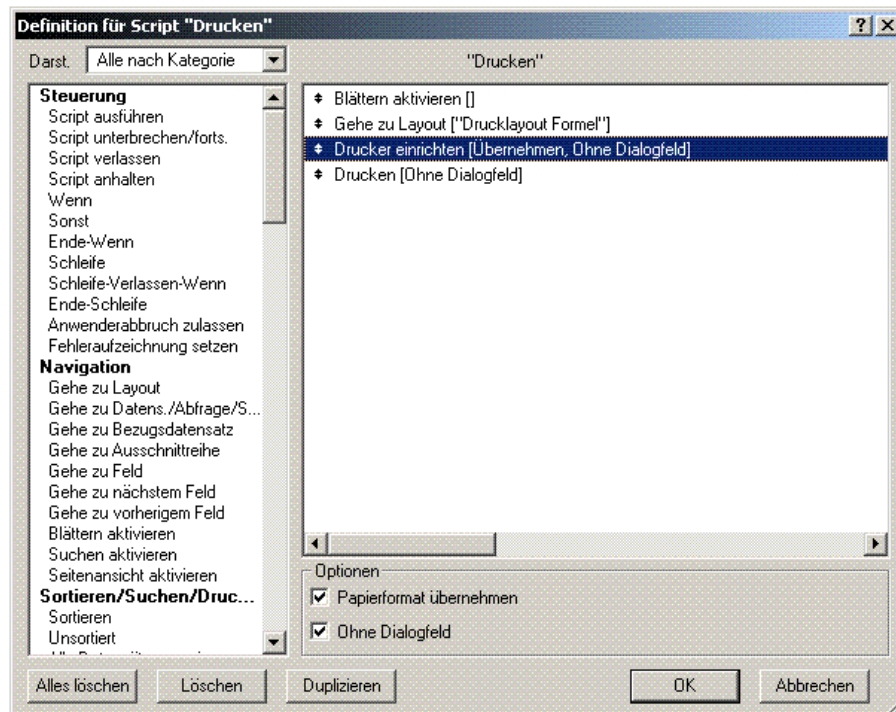 Definition für Script "Drucken"
Darst. Alle nach Kategorie
"Drucken"
Steuerung
Script ausführen
Script unterbrechen/forts.
Script verlassen
Script anhalten
Wenn
Sonst
Ende-Wenn
Schleife
Schleife-Verlassen-Wenn
Ende-Schleife
Anwenderabbruch zulassen
Fehleraufzeichnung setzen
Navigation
Gehe zu Layout
Gehe zu Datens./Abfrage/S...
Gehe zu Bezugsdatensatz
Gehe zu Ausschnittreihe
Gehe zu Feld
Gehe zu nächstem Feld
Gehe zu vorherigem Feld
Blättern aktivieren
Suchen aktivieren
Seitenansicht aktivieren
Sortieren/Suchen/Druc...
Sortieren
Unsortiert
Blättern aktivieren []
Gehe zu Layout ["Drucklayout Formel"]
Drucker einrichten [Übernehmen, Ohne Dialogfeld]
Drucken [Ohne Dialogfeld]
Optionen
Papierformat übernehmen
Ohne Dialogfeld
Alles löschen Löschen Duplizieren OK Abbrechen